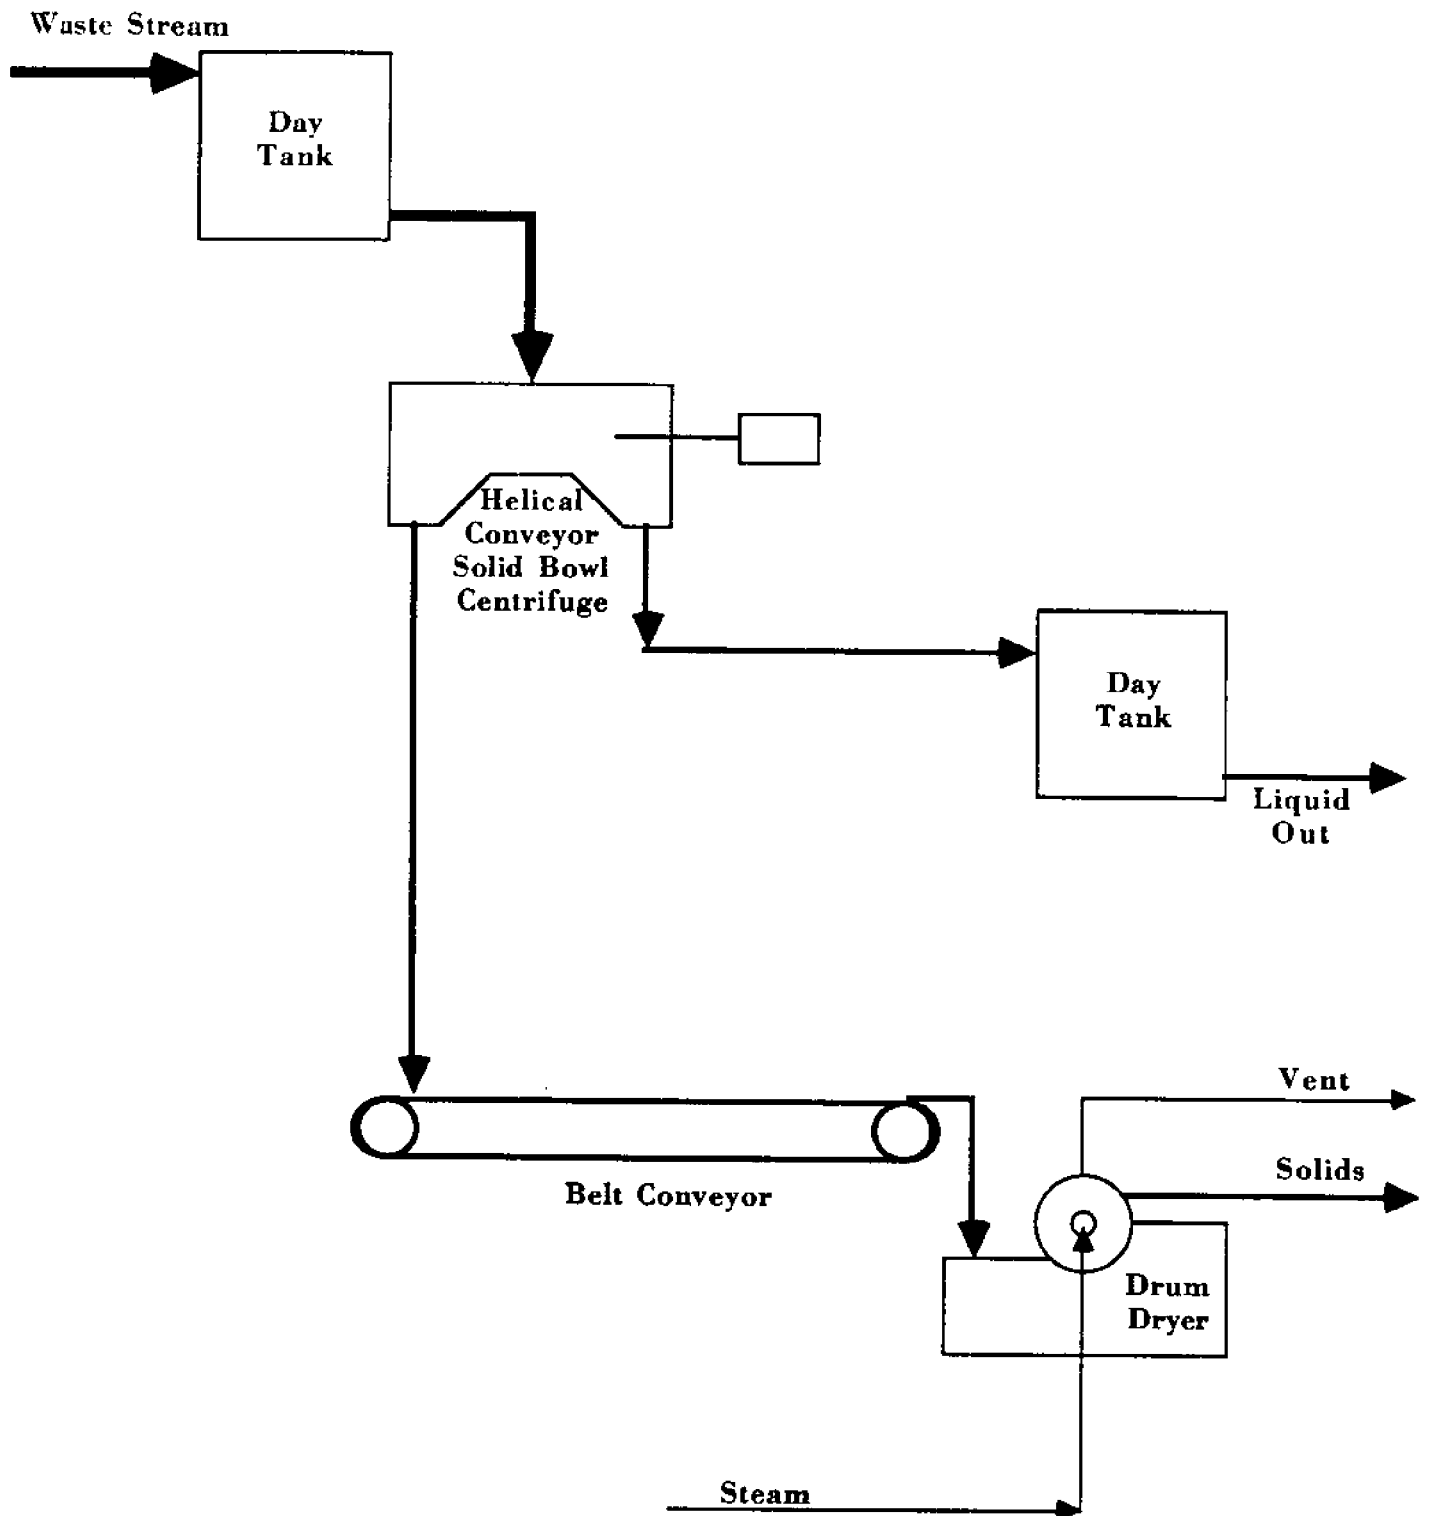 Waste Stream
Day
Tank
Helical
Conveyor
Solid Bowl
Centrifuge
Day
Tank
Liquid
Out
Vent
Solids
Belt Conveyor
Drum
Dryer
Steam